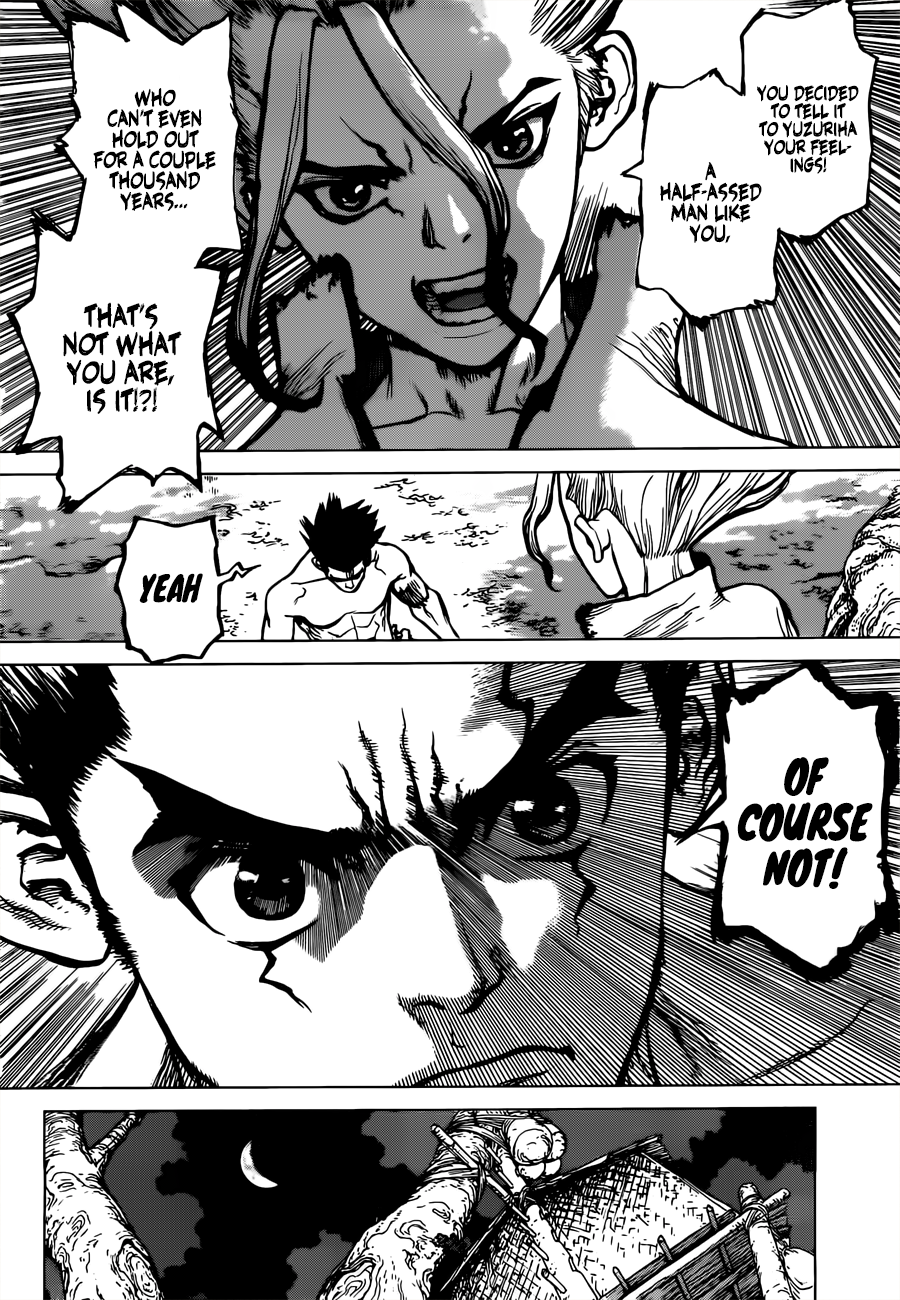 YOU DECIDED
TO TELL IT
TO YUZURIHA
YOUR FEEL-
INGS!
A
HALF-ASSED
MAN LIKE
YOU,
WHO
CAN'T EVEN
HOLD OUT
FOR A COUPLE
THOUSAND
YEARS...
THAT'S
NOT WHAT
YOU ARE,
IS IT!?!
YEAH
OF
COURSE
NOT!